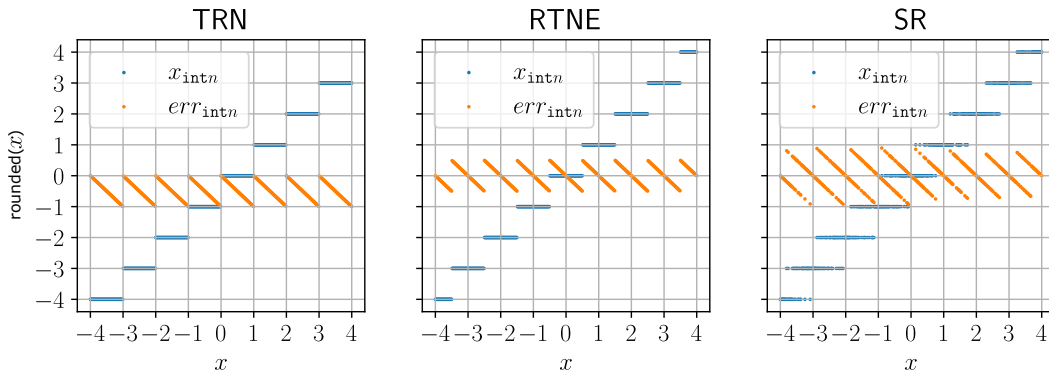 TRN
RTNE
SR
rounded(x)
4
3
2
1
0
−1
−2
−3
−4
x_intn
err_intn
x_intn
err_intn
x_intn
err_intn
−4 −3 −2 −1 0 1 2 3 4
−4 −3 −2 −1 0 1 2 3 4
−4 −3 −2 −1 0 1 2 3 4
x
x
x